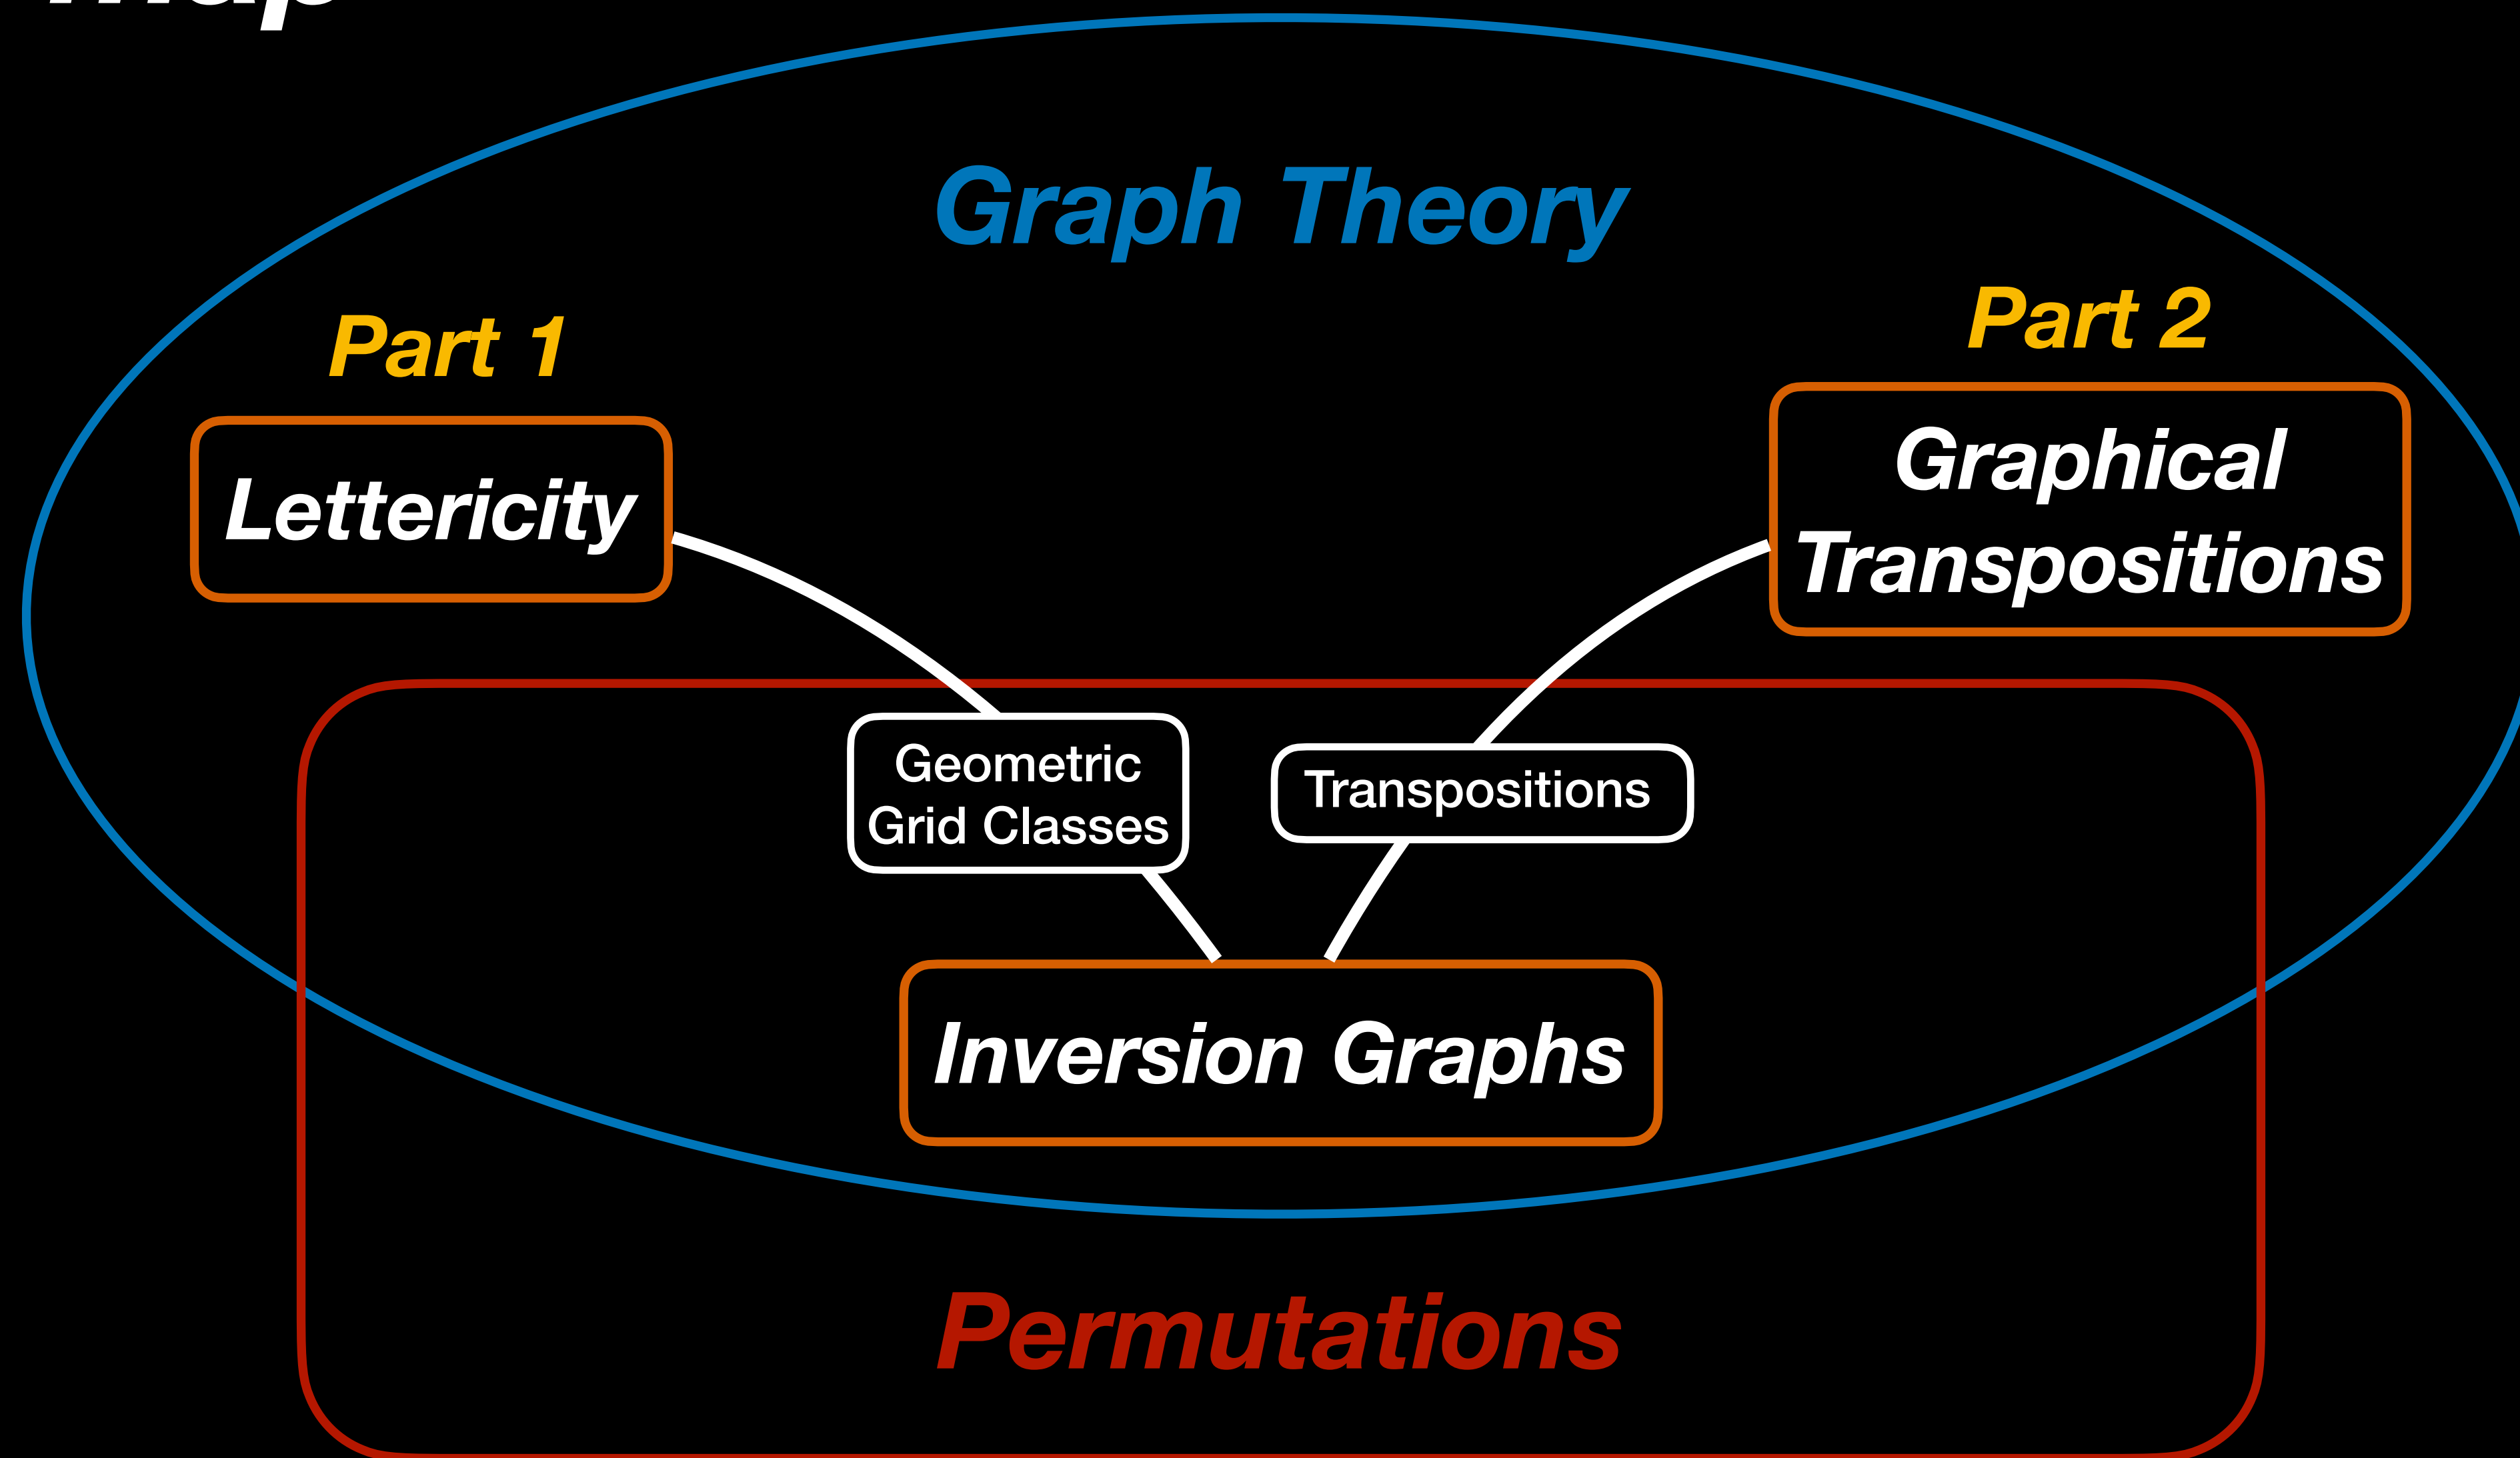 Graph Theory
Part 1
Part 2
Lettericity
Graphical
Transpositions
Geometric
Grid Classes
Transpositions
Inversion Graphs
Permutations